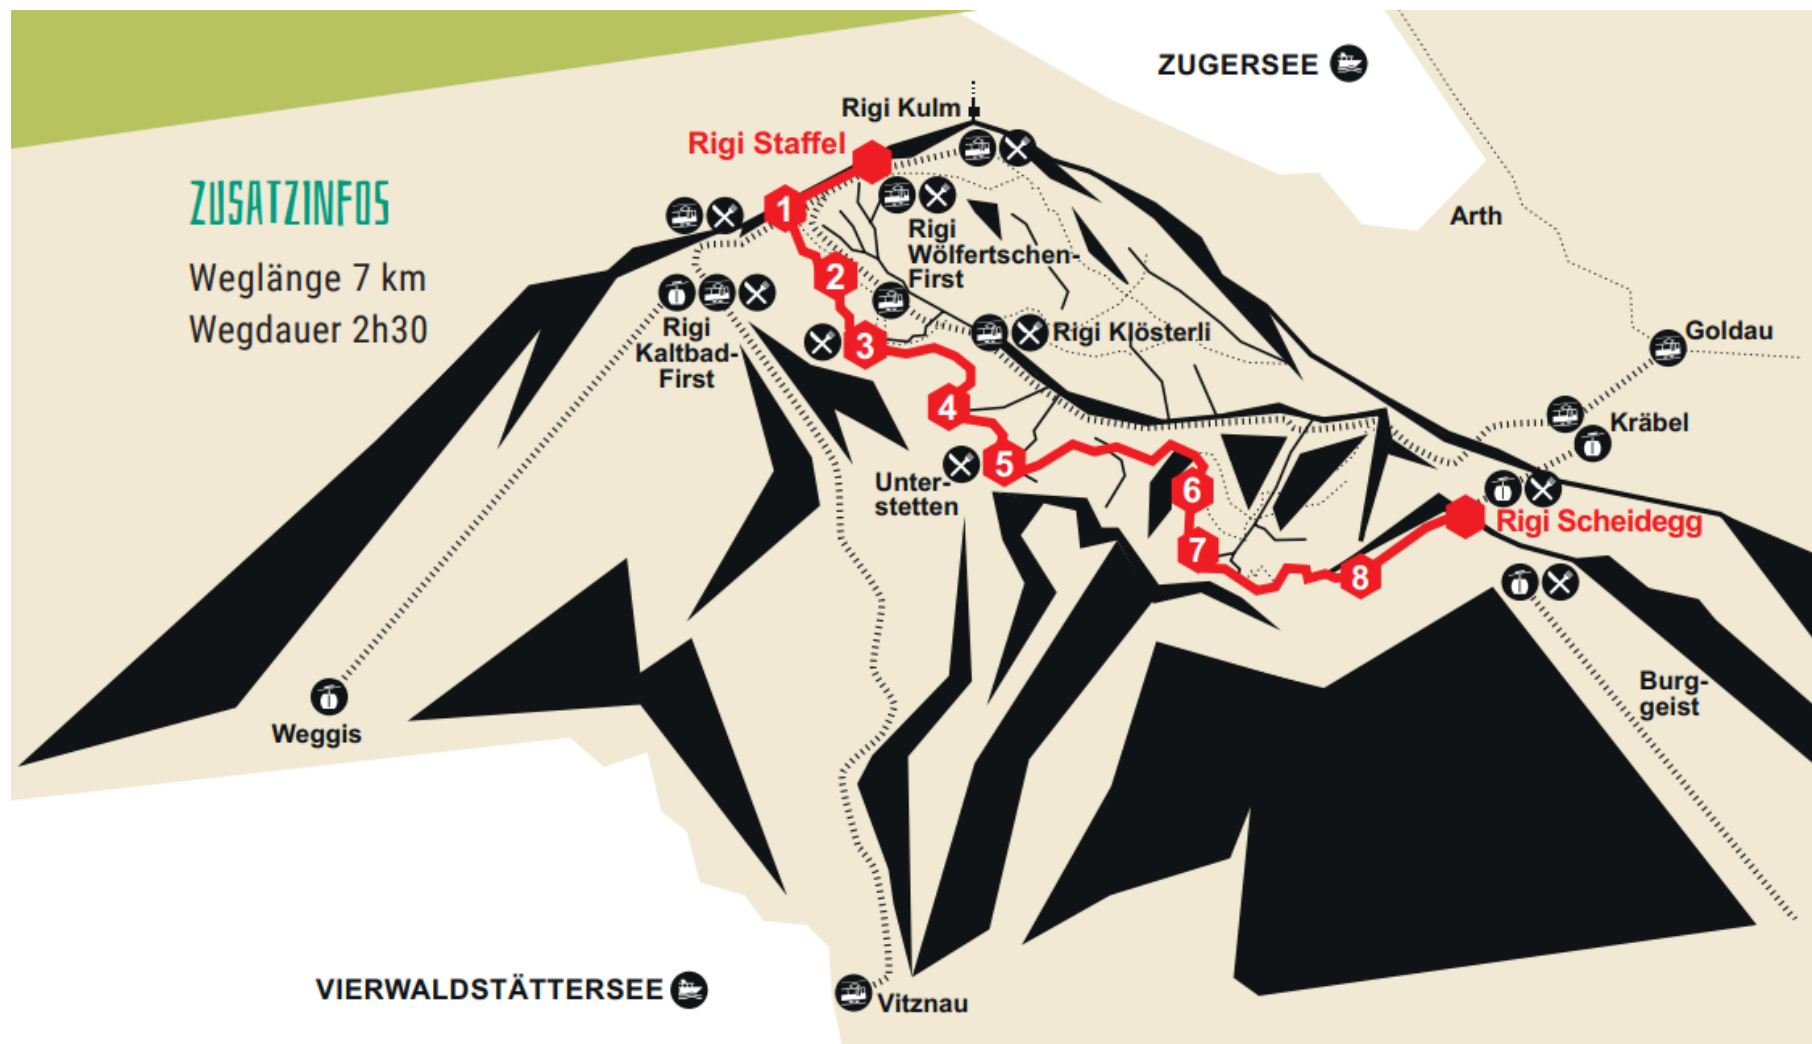 ZUGERSEE
Rigi Kulm
Rigi Staffel
ZUSATZINFOS
Weglänge 7 km
Wegdauer 2h30
1
2
3
4
5
6
7
8
Rigi
Wölfertschen-
First
Arth
Rigi
Kaltbad-
First
Rigi Klösterli
Goldau
Kräbel
Unter-
stetten
Rigi Scheidegg
Burg-
geist
Weggis
VIERWALDSTÄTTERSEE
Vitznau